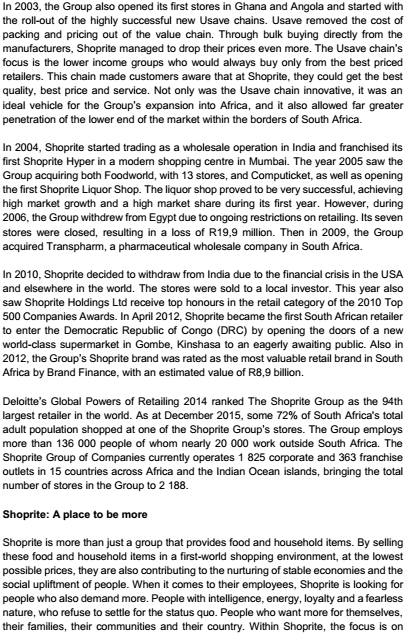 In 2003, the Group also opened its first stores in Ghana and Angola and started with
the roll-out of the highly successful new Usave chains. Usave removed the cost of
packing and pricing out of the value chain. Through bulk buying directly from the
manufacturers, Shoprite managed to drop their prices even more. The Usave chain's
focus is the lower income groups who would always buy only from the best priced
retailers. This chain made customers aware that at Shoprite, they could get the best
quality, best price and service. Not only was the Usave chain innovative, it was an
ideal vehicle for the Group's expansion into Africa, and it also allowed far greater
penetration of the lower end of the market within the borders of South Africa.

In 2004, Shoprite started trading as a wholesale operation in India and franchised its
first Shoprite Hyper in a modern shopping centre in Mumbai. The year 2005 saw the
Group acquiring both Foodworld, with 13 stores, and Computicket, as well as opening
the first Shoprite Liquor Shop. The liquor shop proved to be very successful, achieving
high market growth and a high market share during its first year. However, during
2006, the Group withdrew from Egypt due to ongoing restrictions on retailing. Its seven
stores were closed, resulting in a loss of R19,9 million. Then in 2009, the Group
acquired Transpharm, a pharmaceutical wholesale company in South Africa.

In 2010, Shoprite decided to withdraw from India due to the financial crisis in the USA
and elsewhere in the world. The stores were sold to a local investor. This year also
saw Shoprite Holdings Ltd receive top honours in the retail category of the 2010 Top
500 Companies Awards. In April 2012, Shoprite became the first South African retailer
to enter the Democratic Republic of Congo (DRC) by opening the doors of a new
world-class supermarket in Gombe, Kinshasa to an eagerly awaiting public. Also in
2012, the Group's Shoprite brand was rated as the most valuable retail brand in South
Africa by Brand Finance, with an estimated value of R8,9 billion.

Deloitte's Global Powers of Retailing 2014 ranked The Shoprite Group as the 94th
largest retailer in the world. As at December 2015, some 72% of South Africa's total
adult population shopped at one of the Shoprite Group's stores. The Group employs
more than 136 000 people of whom nearly 20 000 work outside South Africa. The
Shoprite Group of Companies currently operates 1 825 corporate and 363 franchise
outlets in 15 countries across Africa and the Indian Ocean islands, bringing the total
number of stores in the Group to 2 188.

Shoprite: A place to be more

Shoprite is more than just a group that provides food and household items. By selling
these food and household items in a first-world shopping environment, at the lowest
possible prices, they are also contributing to the nurturing of stable economies and the
social upliftment of people. When it comes to their employees, Shoprite is looking for
people who also demand more. People with intelligence, energy, loyalty and a fearless
nature, who refuse to settle for the status quo. People who want more for themselves,
their families, their communities and their country. Within Shoprite, the focus is on